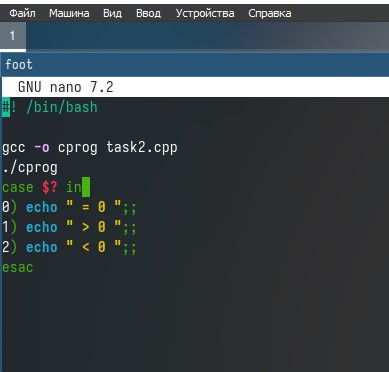 Файл Машина Вид Ввод Устройства Справка
1
foot
GNU nano 7.2
#! /bin/bash
gcc -o cprog task2.cpp
./cprog
case $? in
0) echo " = 0 ";;
1) echo " > 0 ";;
2) echo " < 0 ";;
esac